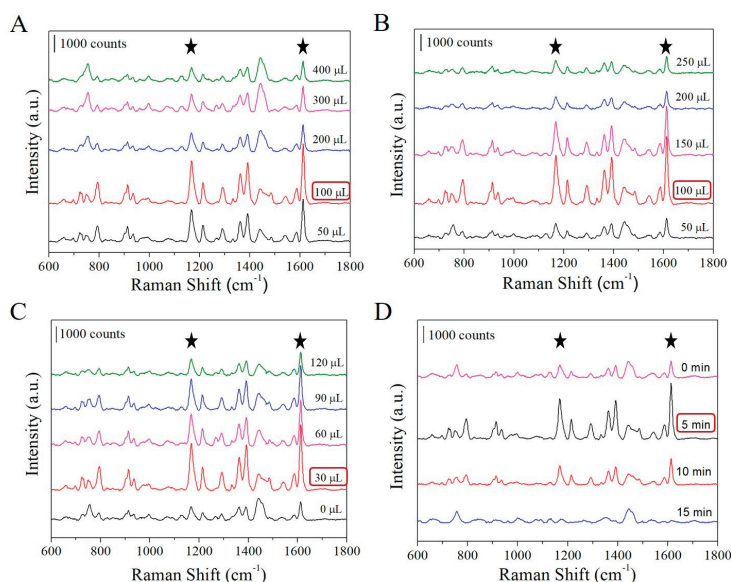 A
1000 counts
★
★
400 μL
300 μL
200 μL
100 μL
50 μL
Intensity (a.u.)
600 800 1000 1200 1400 1600 1800
Raman Shift (cm⁻¹)
B
1000 counts
★
★
250 μL
200 μL
150 μL
100 μL
50 μL
Intensity (a.u.)
600 800 1000 1200 1400 1600 1800
Raman Shift (cm⁻¹)
C
1000 counts
★
★
120 μL
90 μL
60 μL
30 μL
0 μL
Intensity (a.u.)
600 800 1000 1200 1400 1600 1800
Raman Shift (cm⁻¹)
D
1000 counts
★
★
0 min
5 min
10 min
15 min
Intensity (a.u.)
600 800 1000 1200 1400 1600 1800
Raman Shift (cm⁻¹)